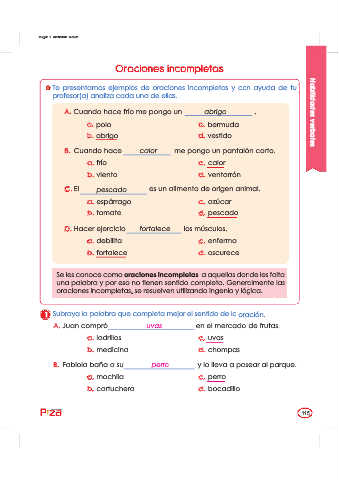 Oraciones incompletas
Habilidades verbales
Te presentamos ejemplos de oraciones incompletas y con ayuda de tu
profesor(a) analiza cada una de ellas.
A. Cuando hace frío me pongo un abrigo .
a. polo c. bermuda
b. abrigo d. vestido
B. Cuando hace calor me pongo un pantalón corto.
a. frío c. calor
b. viento d. ventarrón
C. El pescado es un alimento de origen animal.
a. espárrago c. azúcar
b. tomate d. pescado
D. Hacer ejercicio fortalece los músculos.
a. debilita c. enferma
b. fortalece d. oscurece
Se les conoce como oraciones incompletas a aquellas donde les falta
una palabra y por eso no tienen sentido completo. Generalmente las
oraciones incompletas, se resuelven utilizando ingenio y lógica.
1 Subraya la palabra que completa mejor el sentido de la oración.
A. Juan compró uvas en el mercado de frutas.
a. ladrillos c. uvas
b. medicina d. chompas
B. Fabiola baña a su perro y lo lleva a pasear al parque.
a. mochila c. perro
b. cartuchera d. bocadillo